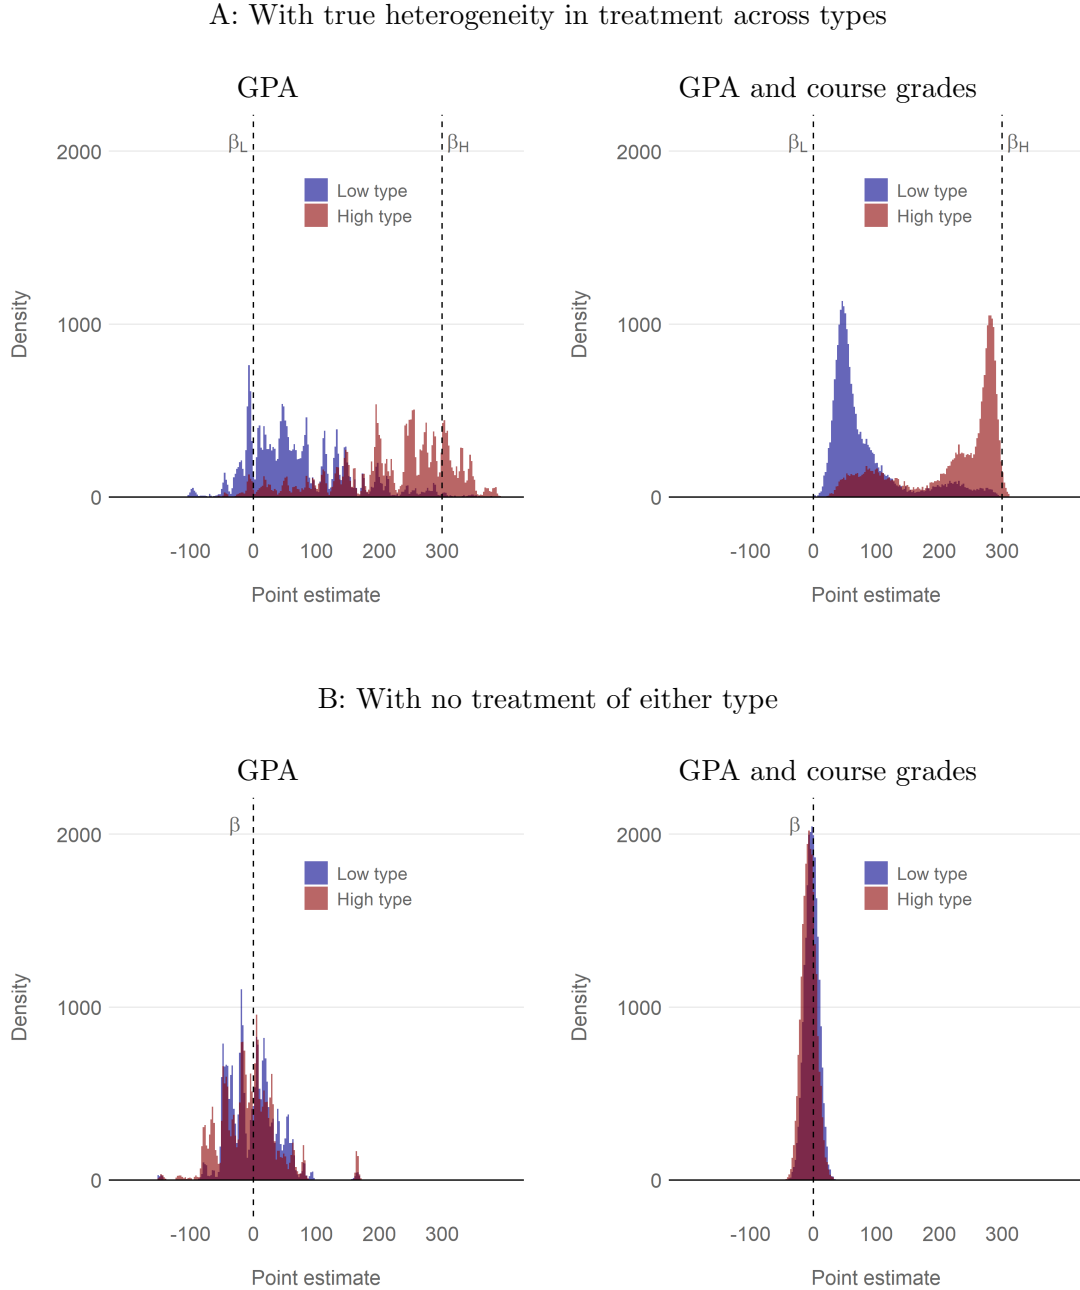 A: With true heterogeneity in treatment across types
GPA
GPA and course grades
β_L
β_H
2000
Low type
High type
1000
Density
0
-100 0 100 200 300
Point estimate
β_L
β_H
2000
Low type
High type
1000
Density
0
-100 0 100 200 300
Point estimate
B: With no treatment of either type
GPA
GPA and course grades
β
2000
Low type
High type
1000
Density
0
-100 0 100 200 300
Point estimate
β
2000
Low type
High type
1000
Density
0
-100 0 100 200 300
Point estimate